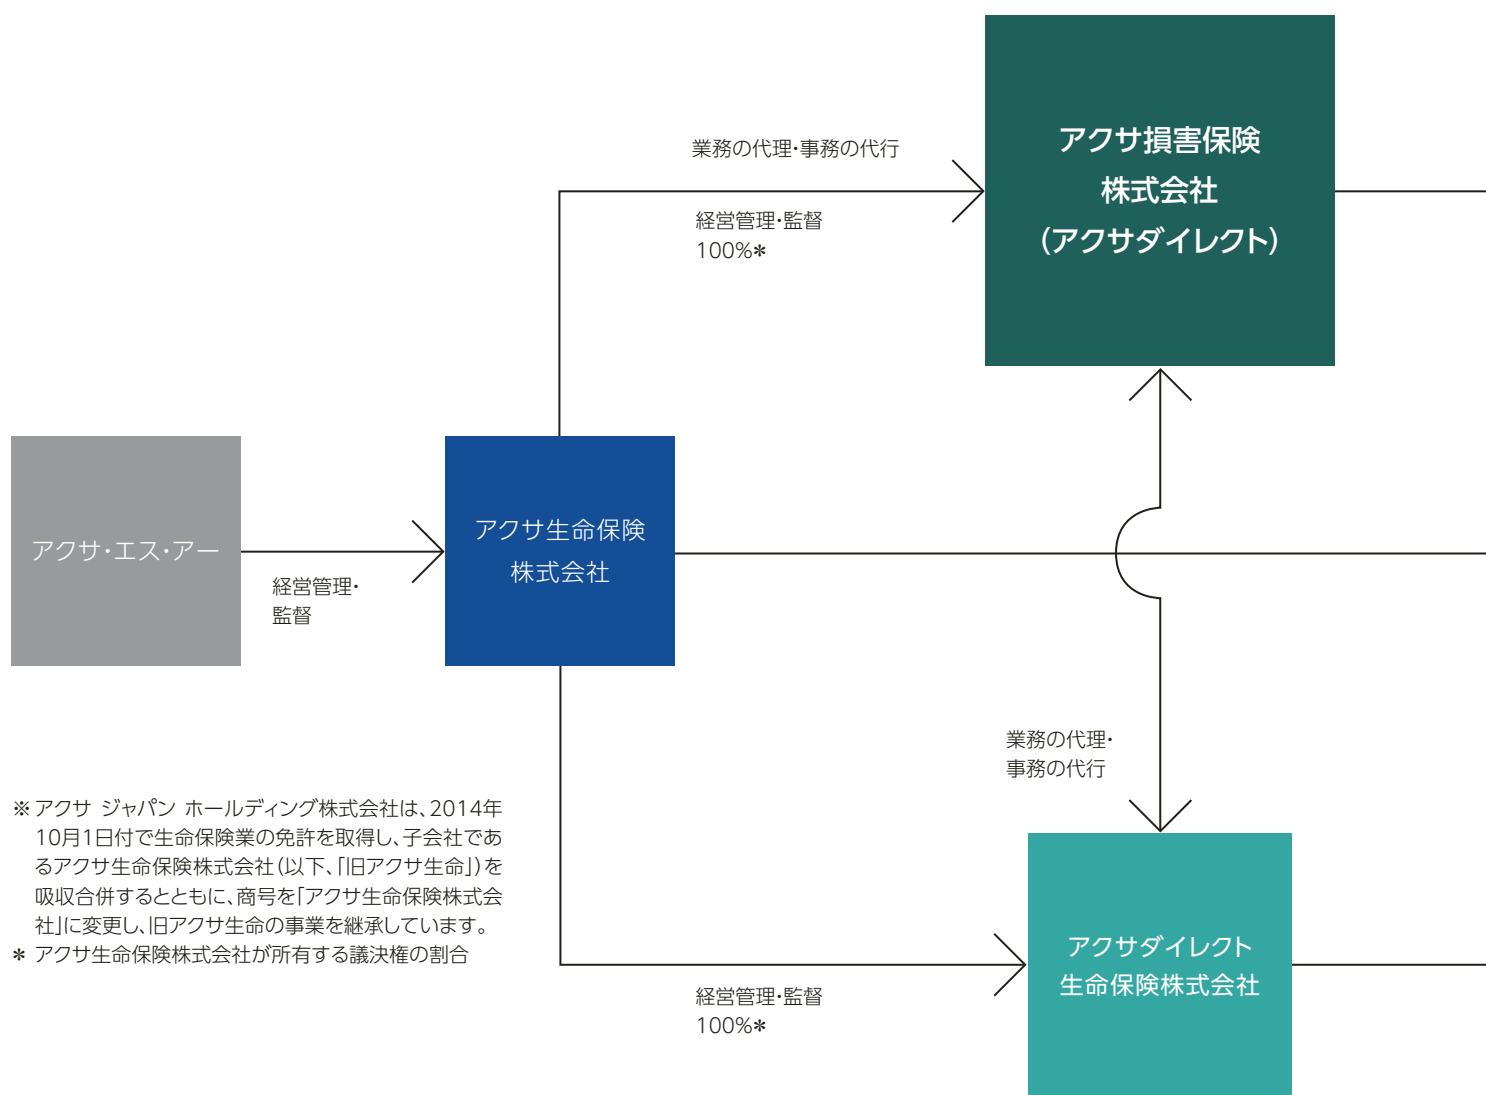 アクサ損害保険
株式会社
（アクサダイレクト）
業務の代理・事務の代行
経営管理・監督
100%＊
アクサ・エス・アー
経営管理・
監督
アクサ生命保険
株式会社
業務の代理・
事務の代行
※アクサ ジャパン ホールディング株式会社は、2014年
10月1日付で生命保険業の免許を取得し、子会社であ
るアクサ生命保険株式会社（以下、「旧アクサ生命」）を
吸収合併するとともに、商号を「アクサ生命保険株式会
社」に変更し、旧アクサ生命の事業を継承しています。
＊ アクサ生命保険株式会社が所有する議決権の割合
経営管理・監督
100%＊
アクサダイレクト
生命保険株式会社